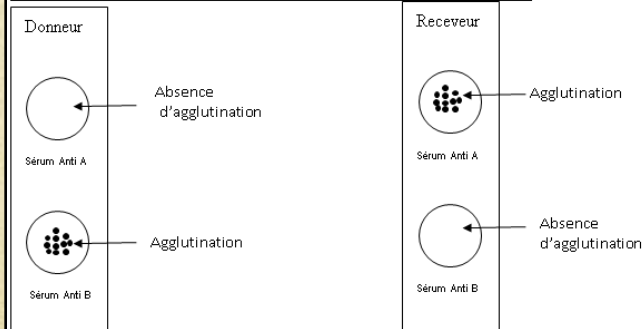 Donneur
Absence
d'agglutination
Sérum Anti A
Agglutination
Sérum Anti B
Receveur
Agglutination
Sérum Anti A
Absence
d'agglutination
Sérum Anti B